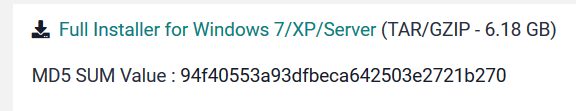 Full Installer for Windows 7/XP/Server (TAR/GZIP - 6.18 GB)
MD5 SUM Value : 94f40553a93dfbeca642503e2721b270